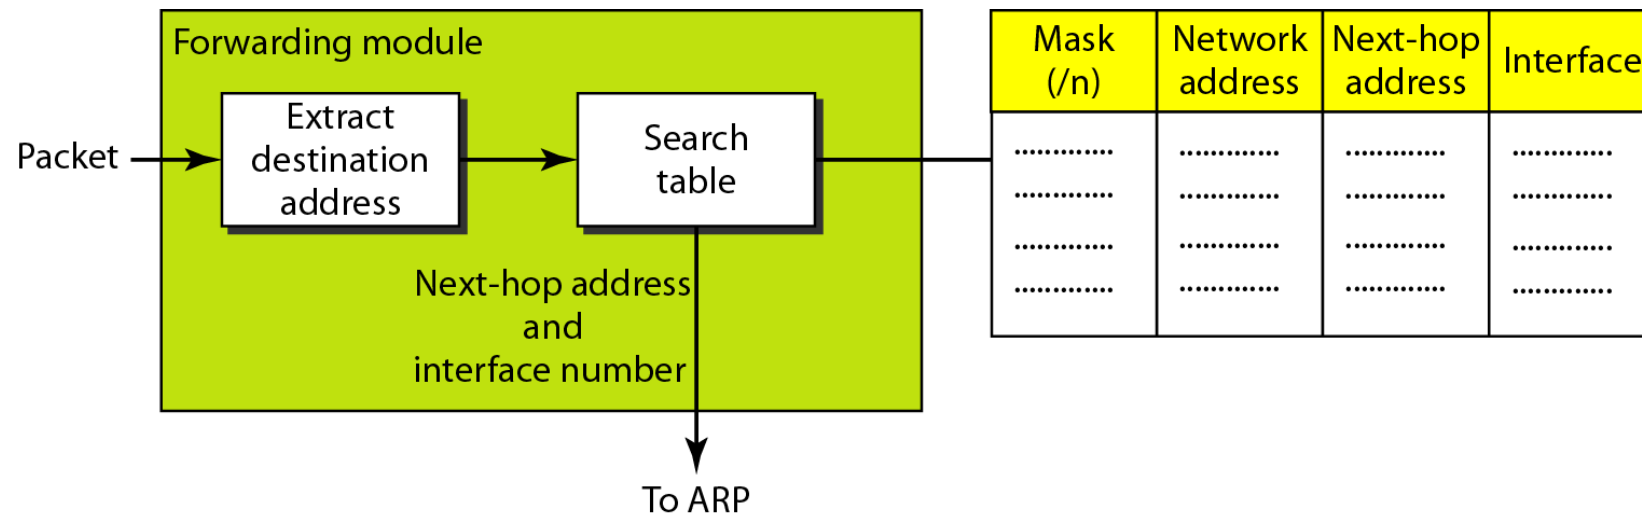 Forwarding module
Packet
Extract
destination
address
Search
table
Next-hop address
and
interface number
To ARP
Mask
(/n)
Network
address
Next-hop
address
Interface
............. ............. ............. .............
............. ............. ............. .............
............. ............. ............. .............
............. ............. ............. .............